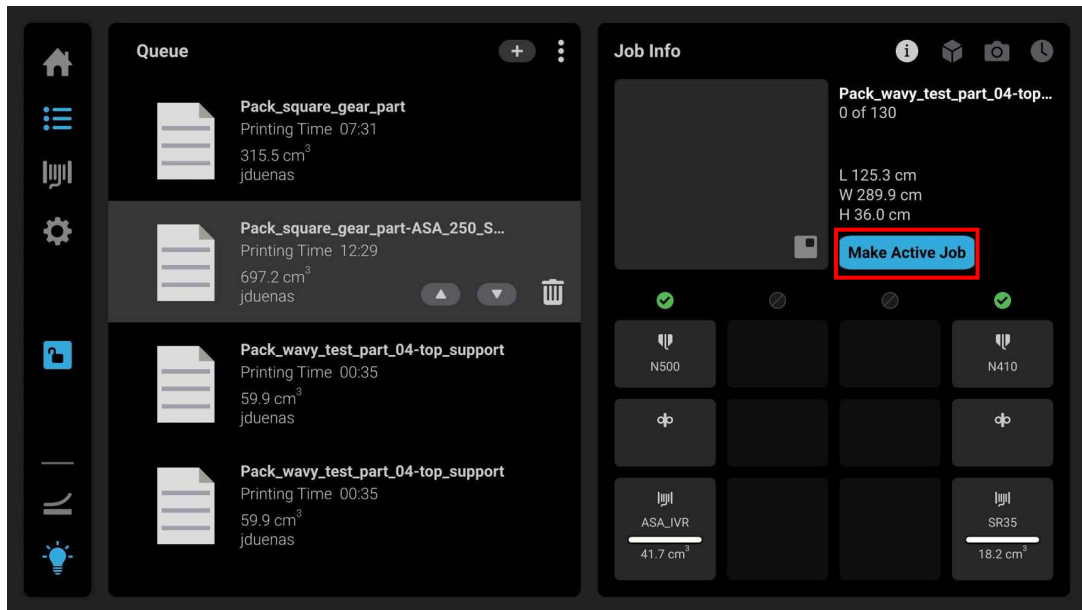 Queue
+
Pack_square_gear_part
Printing Time 07:31
315.5 cm³
jduenas
Pack_square_gear_part-ASA_250_S...
Printing Time 12:29
697.2 cm³
jduenas
Pack_wavy_test_part_04-top_support
Printing Time 00:35
59.9 cm³
jduenas
Pack_wavy_test_part_04-top_support
Printing Time 00:35
59.9 cm³
jduenas
Job Info
i
Pack_wavy_test_part_04-top...
0 of 130
L 125.3 cm
W 289.9 cm
H 36.0 cm
Make Active Job
N500
N410
ASA_IVR
SR35
41.7 cm³
18.2 cm³